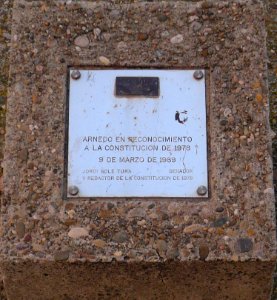 ARNEDO EN RECONOCIMIENTO
A LA CONSTITUCION DE 1978
9 DE MARZO DE 1989
JORDI SOLE TURA SENADOR
Y REDACTOR DE LA CONSTITUCION DE 1978